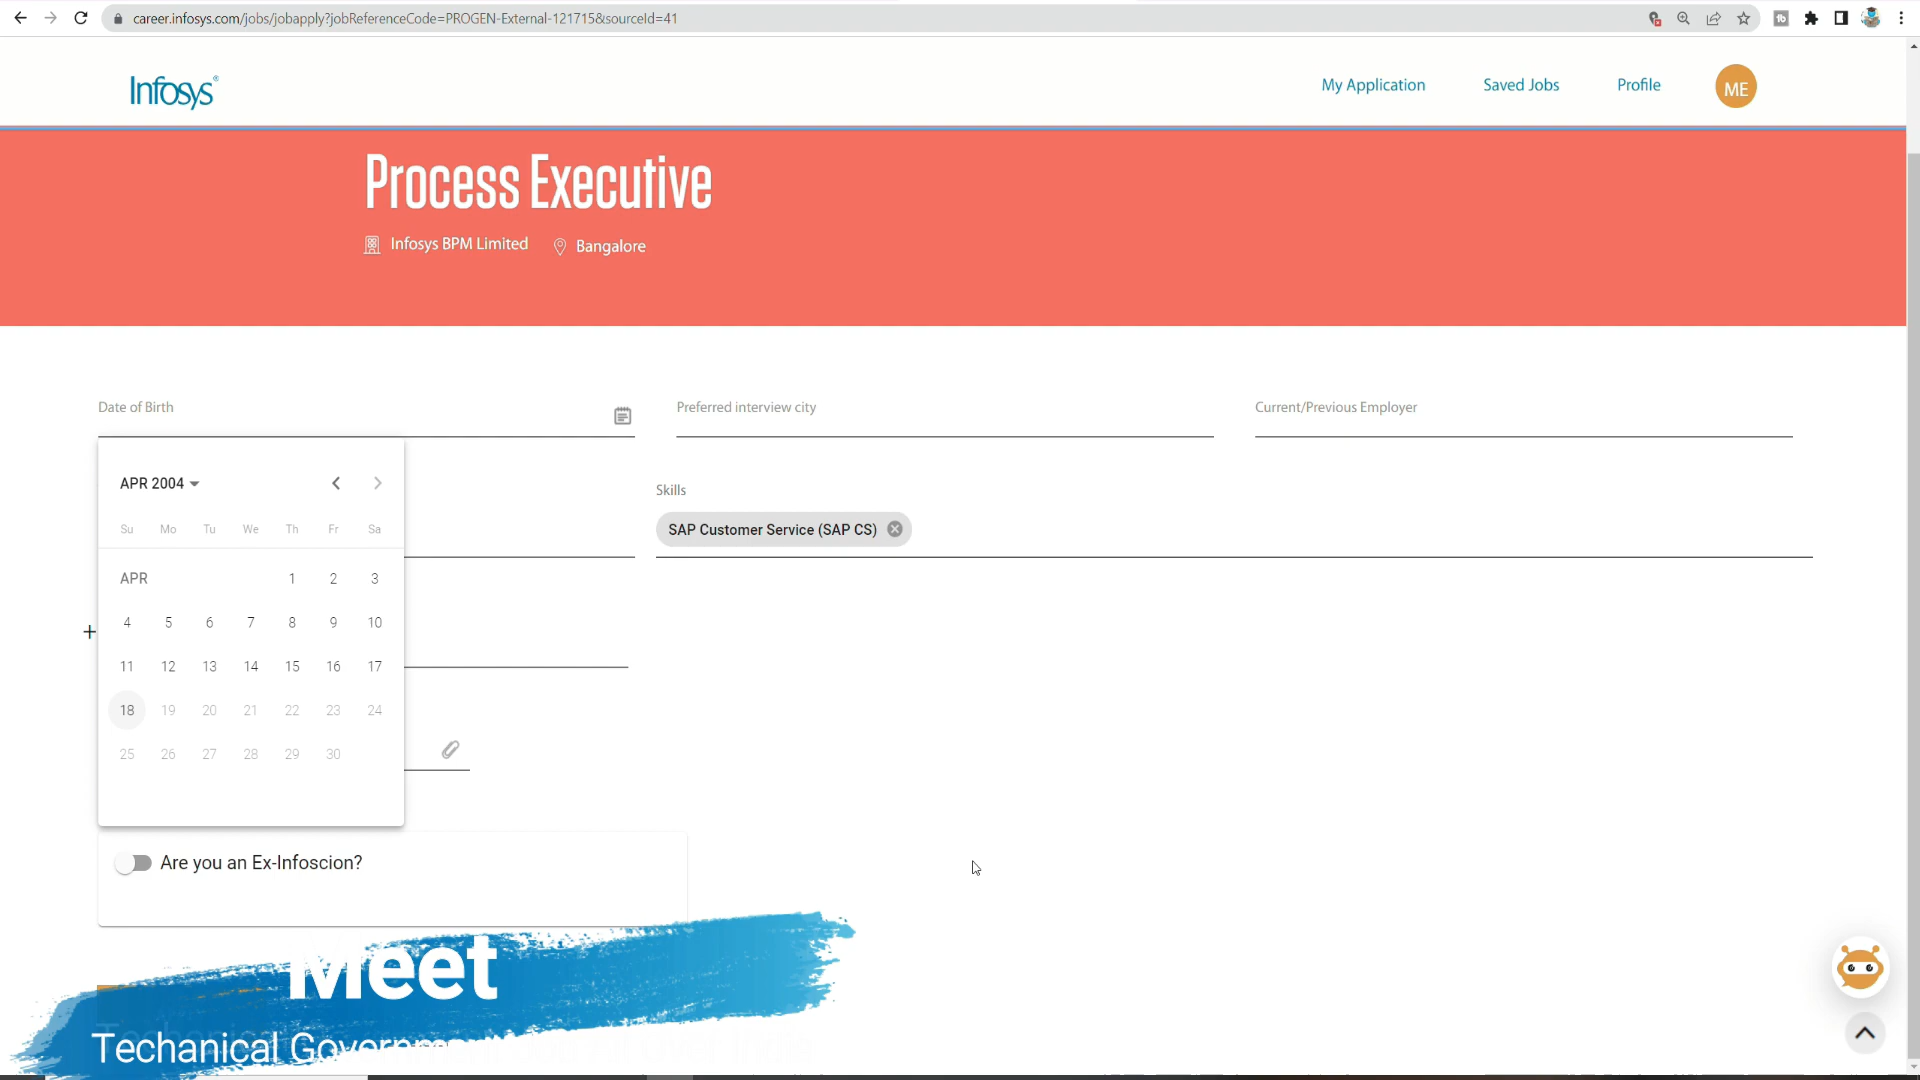 career.infosys.com/jobs/jobapply?jobReferenceCode=PROGEN-External-121715&sourceId=41
Infosys®
My Application
Saved Jobs
Profile
ME
Process Executive
Infosys BPM Limited
Bangalore
Date of Birth
Preferred interview city
Current/Previous Employer
APR 2004
Skills
Su Mo Tu We Th Fr Sa
SAP Customer Service (SAP CS)
APR 1 2 3
4 5 6 7 8 9 10
+
11 12 13 14 15 16 17
18 19 20 21 22 23 24
25 26 27 28 29 30
Are you an Ex-Infoscion?
Meet
Techanical